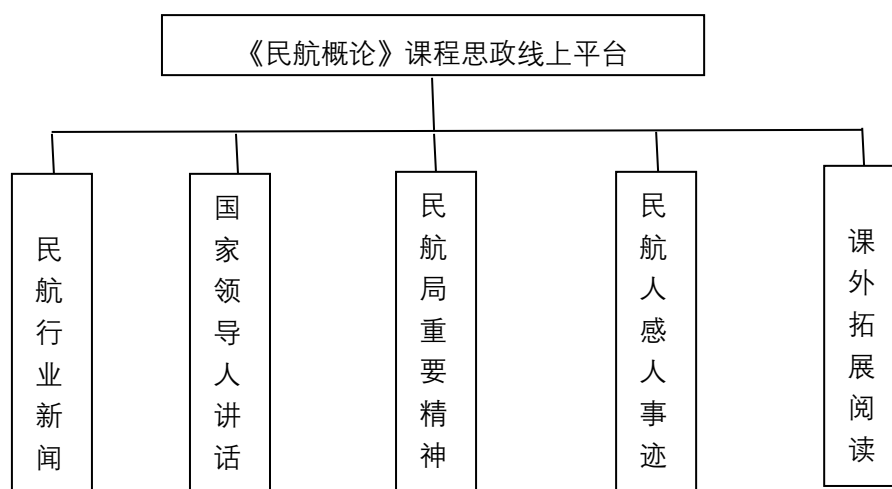 《民航概论》课程思政线上平台
民航行业新闻
国家领导人讲话
民航局重要精神
民航人感人事迹
课外拓展阅读